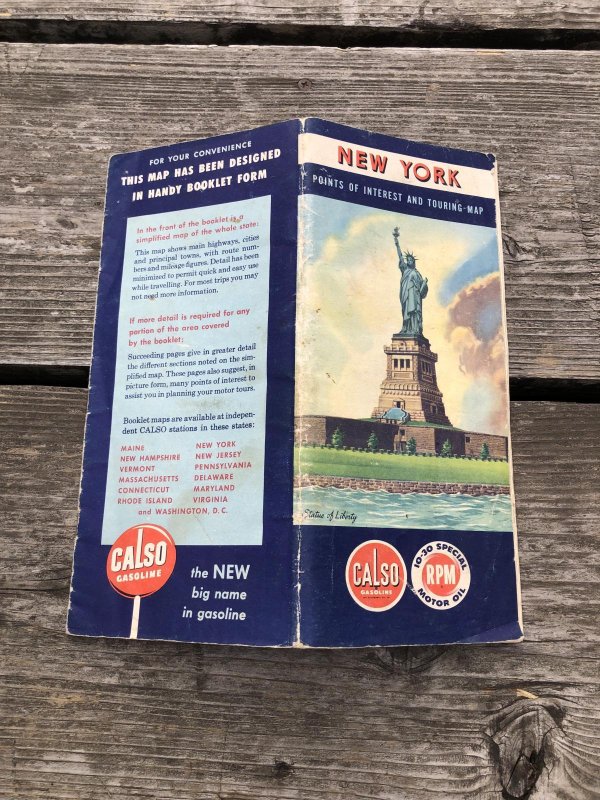 FOR YOUR CONVENIENCE
THIS MAP HAS BEEN DESIGNED
IN HANDY BOOKLET FORM
In the front of the booklet is a
simplified map of the whole state:
This map shows main highways, cities
and principal towns, with route num-
bers and mileage figures. Detail has been
minimized to permit quick and easy use
while travelling. For most trips you may
not need more information.
If more detail is required for any
portion of the area covered
by the booklet:
Succeeding pages give in greater detail
the different sections noted on the sim-
plified map. These pages also suggest, in
picture form, many points of interest to
assist you in planning your motor tours.
Booklet maps are available at indepen-
dent CALSO stations in these states:
MAINE
NEW HAMPSHIRE
VERMONT
MASSACHUSETTS
CONNECTICUT
RHODE ISLAND
NEW YORK
NEW JERSEY
PENNSYLVANIA
DELAWARE
MARYLAND
VIRGINIA
and WASHINGTON, D.C.
CALSO
GASOLINE
the NEW
big name
in gasoline
NEW YORK
POINTS OF INTEREST AND TOURING MAP
Statue of Liberty
CALSO
GASOLINE
10-30 SPECIAL
RPM
MOTOR OIL